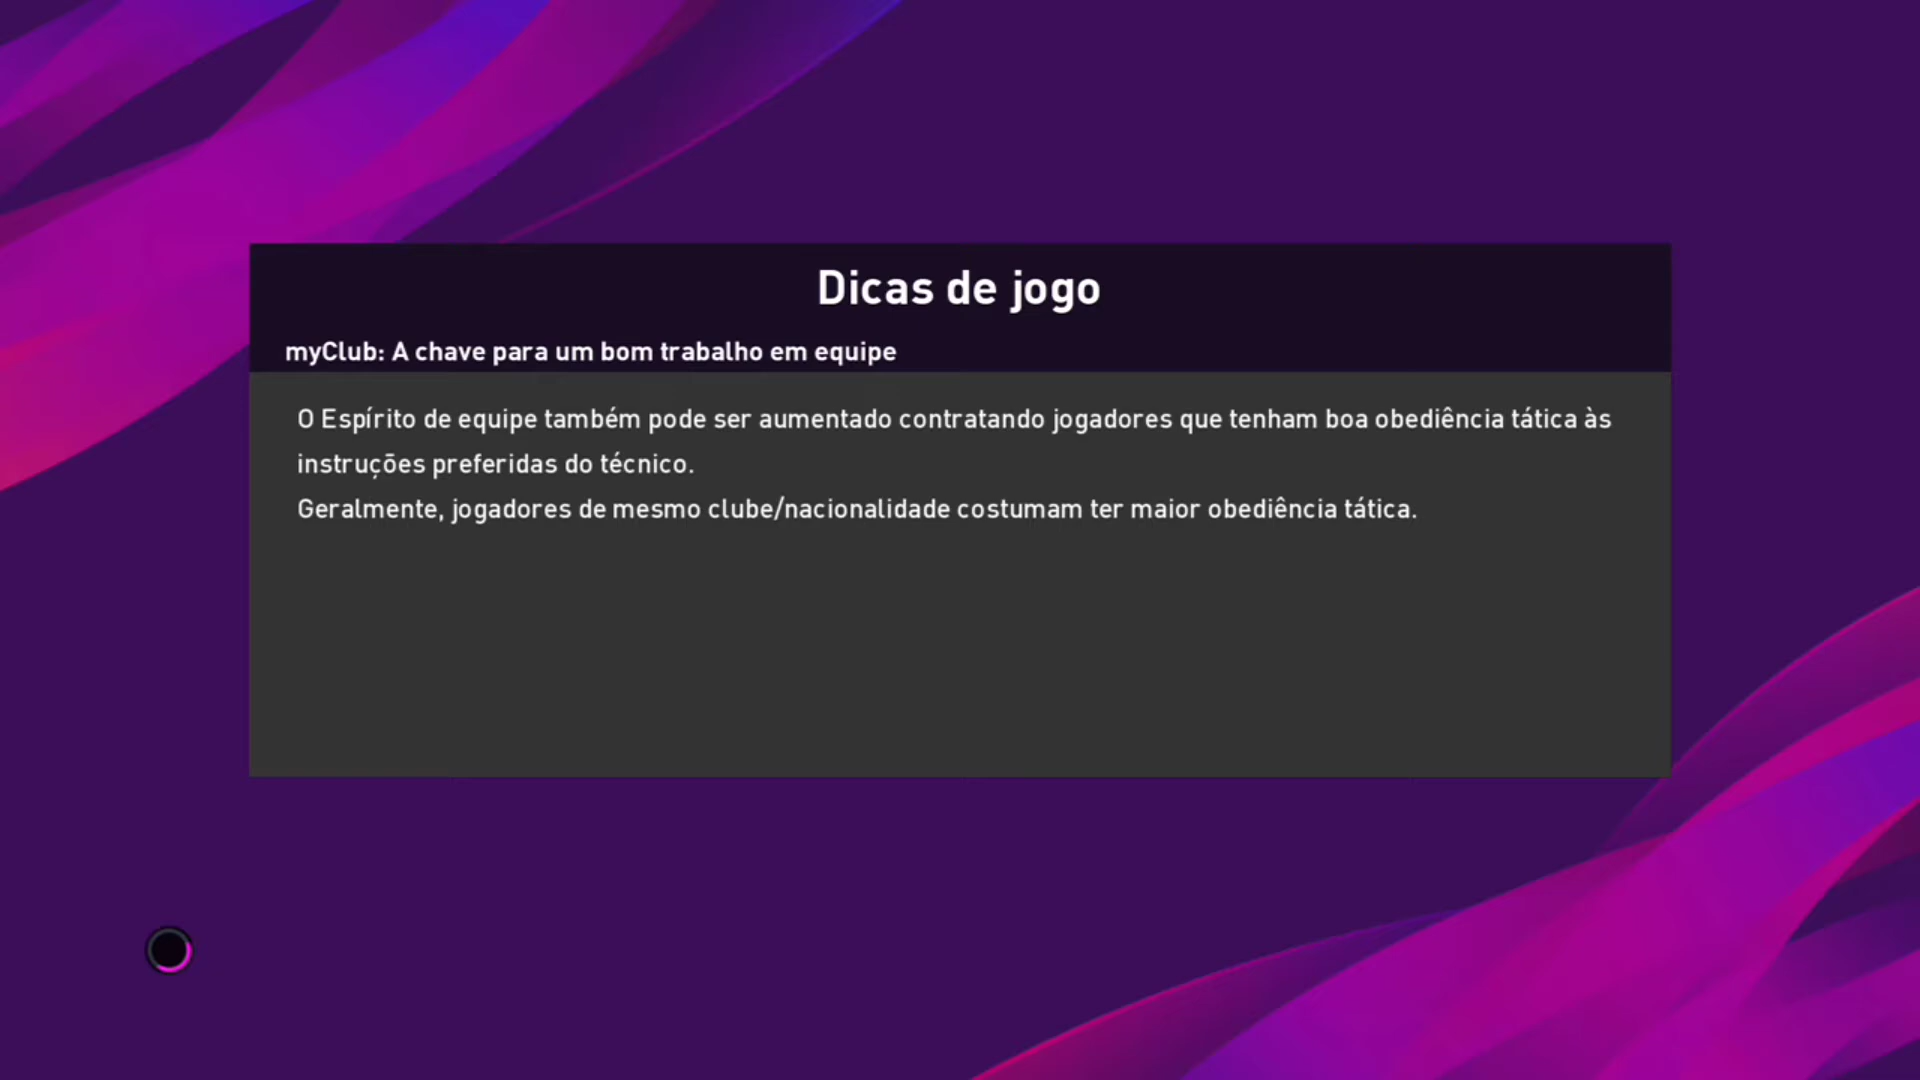 Dicas de jogo
myClub: A chave para um bom trabalho em equipe
O Espírito de equipe também pode ser aumentado contratando jogadores que tenham boa obediência tática às
instruções preferidas do técnico.
Geralmente, jogadores de mesmo clube/nacionalidade costumam ter maior obediência tática.